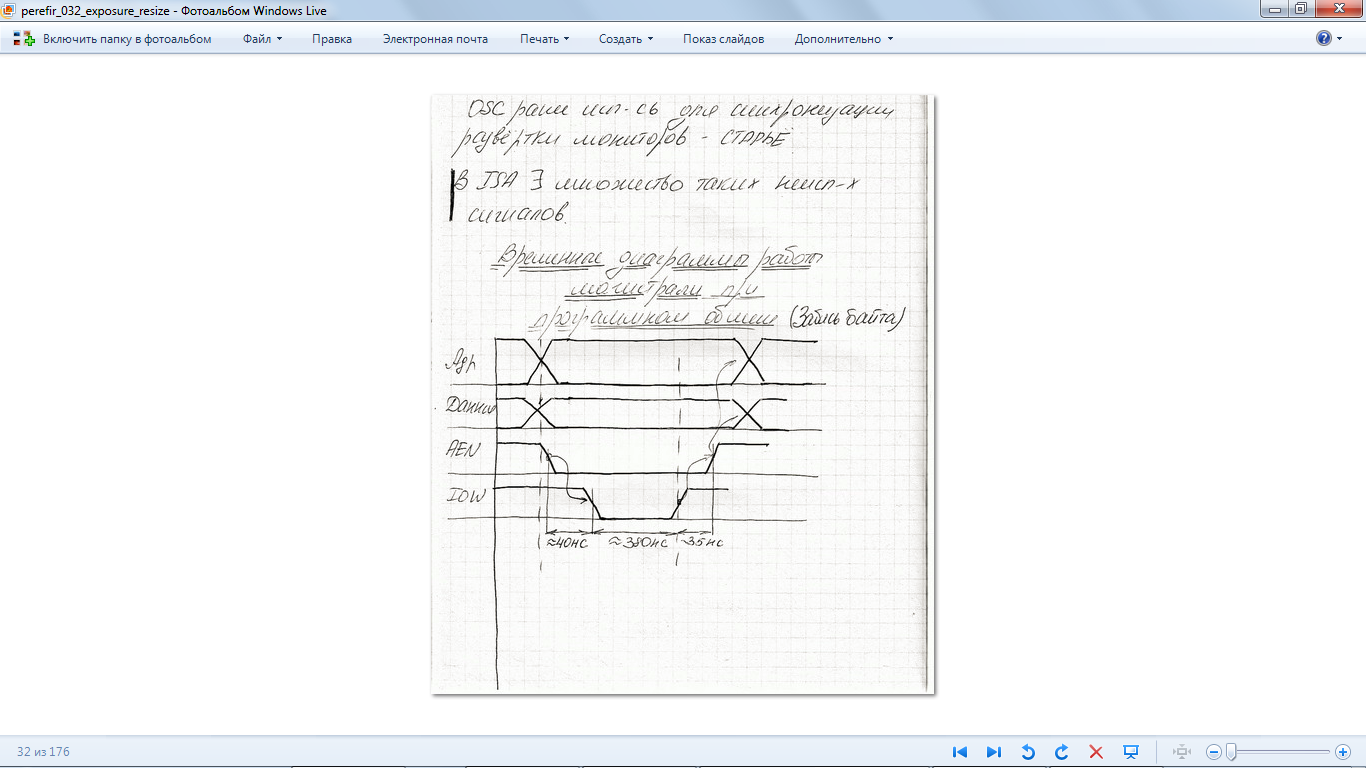 perefir_032_exposure_resize - Фотоальбом Windows Live
Включить папку в фотоальбом Файл Правка Электронная почта Печать Создать Показ слайдов Дополнительно
OSC ранее исп-сь для синхронизации
развёртки мониторов - СТАРЬЁ
В ISA ∃ множество таких неисп-х
сигналов.
Временные диаграммы работы
магистрали при
программном обмене (Запись байта)
Адр
Данные
AEN
IOW
≈40нс ≈380нс ~35нс
32 из 176